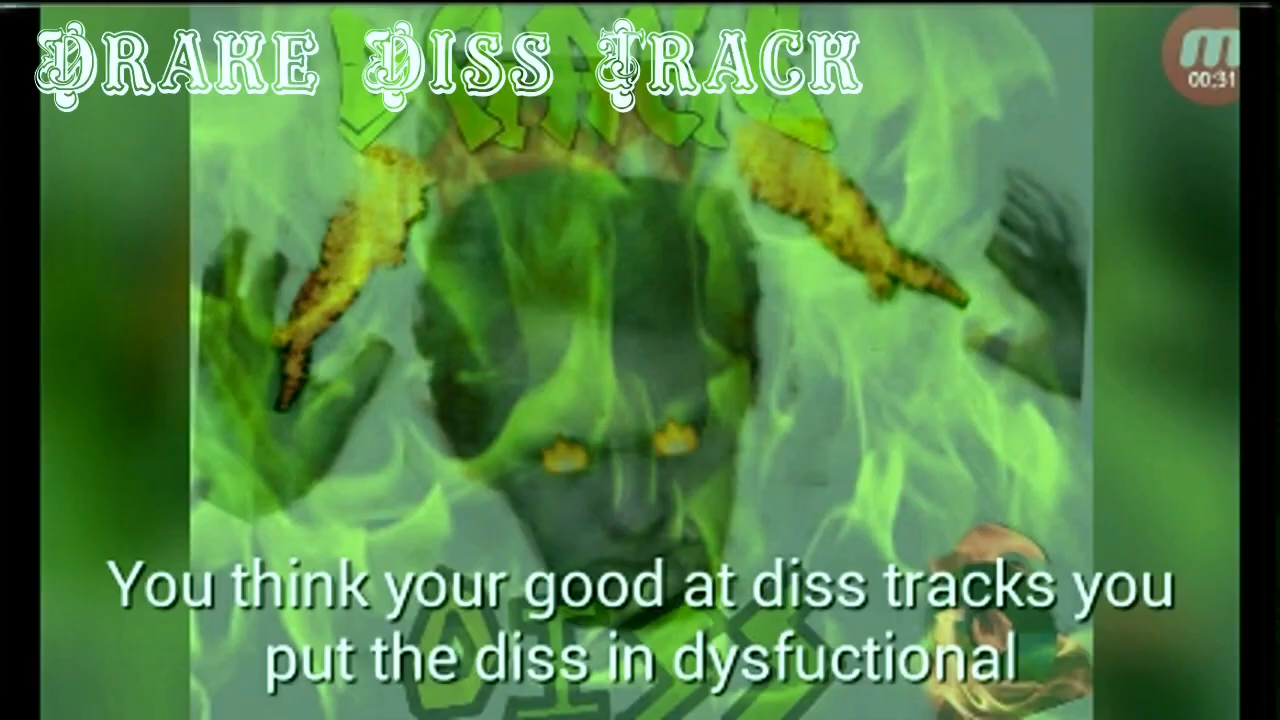 Drake Diss Track
00:31
You think your good at diss tracks you
put the diss in dysfuctional